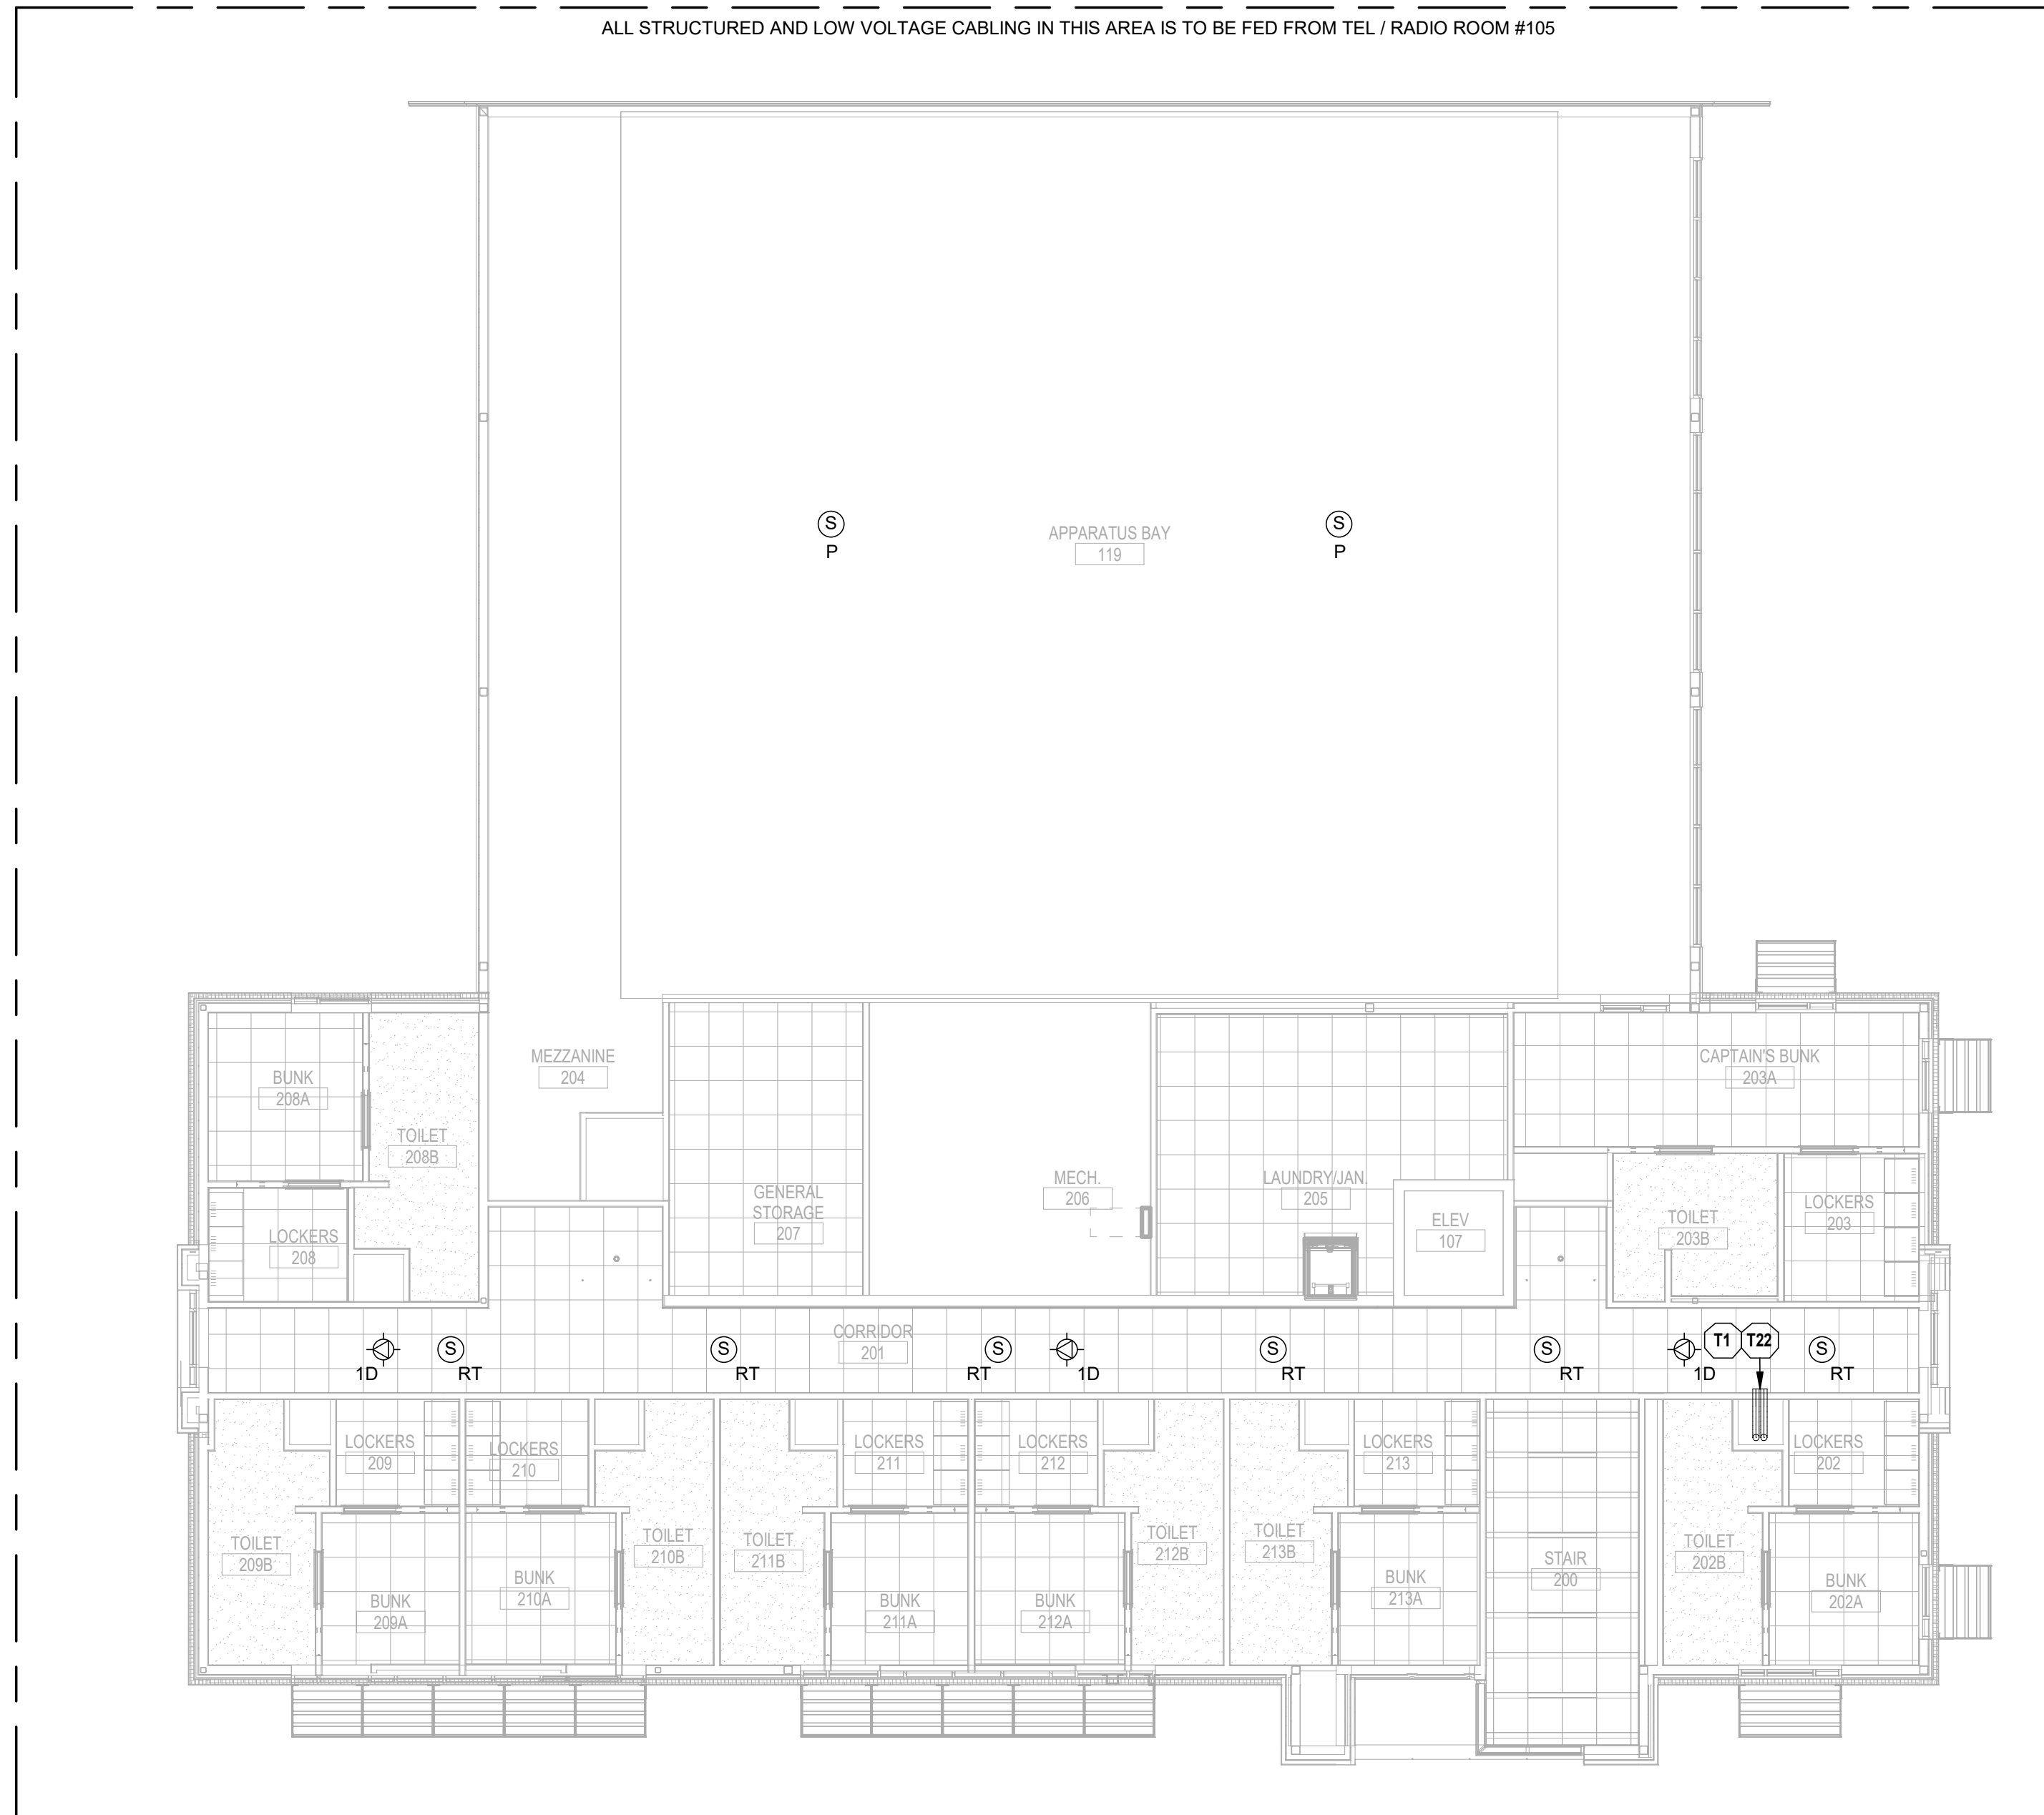 ALL STRUCTURED AND LOW VOLTAGE CABLING IN THIS AREA IS TO BE FED FROM TEL / RADIO ROOM #105
S
P
APPARATUS BAY
119
S
P
MEZZANINE
204
CAPTAIN'S BUNK
203A
BUNK
208A
TOILET
208B
GENERAL
STORAGE
207
MECH.
206
LAUNDRY/JAN.
205
ELEV
107
TOILET
203B
LOCKERS
203
LOCKERS
208
1D
S
RT
S
RT
CORRIDOR
201
S
RT
1D
S
RT
S
RT
1D
T1
T22
S
RT
LOCKERS
209
LOCKERS
210
LOCKERS
211
LOCKERS
212
LOCKERS
213
LOCKERS
202
TOILET
209B
BUNK
209A
BUNK
210A
TOILET
210B
TOILET
211B
BUNK
211A
BUNK
212A
TOILET
212B
TOILET
213B
BUNK
213A
STAIR
200
TOILET
202B
BUNK
202A